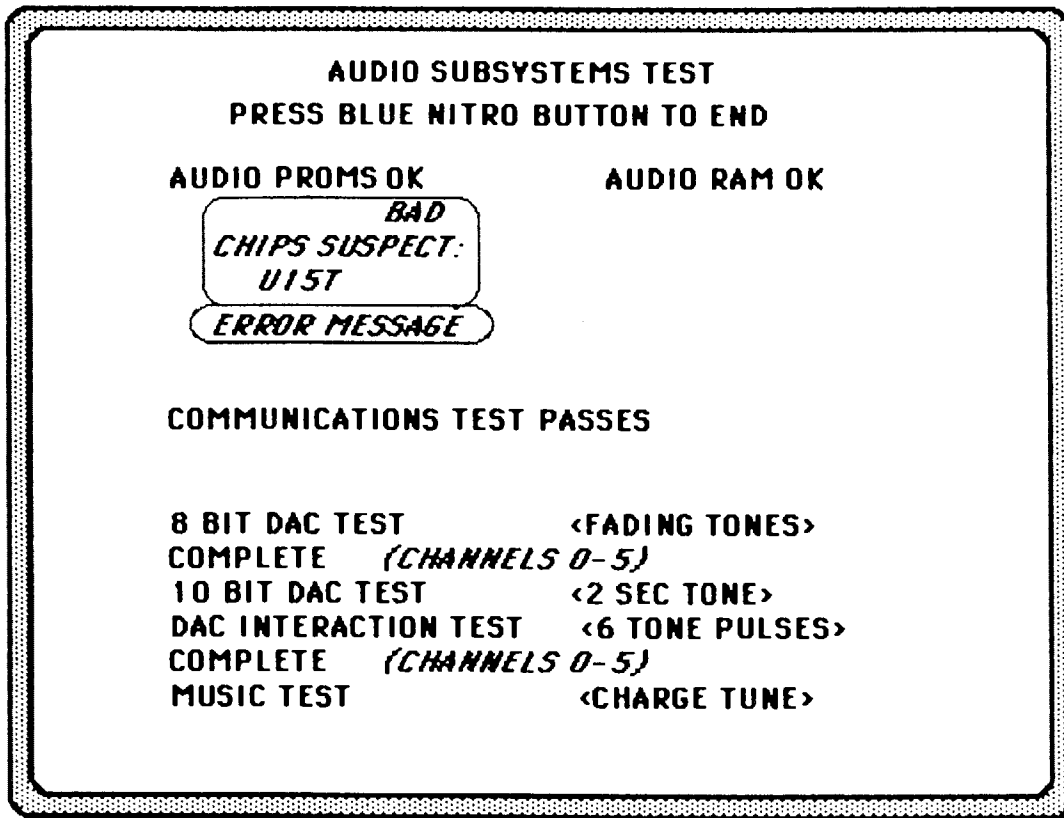 AUDIO SUBSYSTEMS TEST
PRESS BLUE NITRO BUTTON TO END
AUDIO PROMS OK AUDIO RAM OK
BAD
CHIPS SUSPECT:
U15T
ERROR MESSAGE
COMMUNICATIONS TEST PASSES
8 BIT DAC TEST <FADING TONES>
COMPLETE (CHANNELS 0-5)
10 BIT DAC TEST <2 SEC TONE>
DAC INTERACTION TEST <6 TONE PULSES>
COMPLETE (CHANNELS 0-5)
MUSIC TEST <CHARGE TUNE>